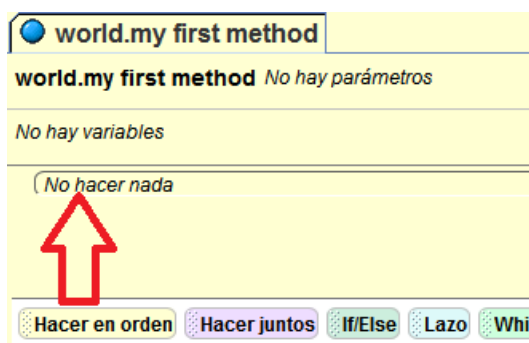 world.my first method
world.my first method No hay parámetros
No hay variables
No hacer nada
Hacer en orden Hacer juntos If/Else Lazo Whi